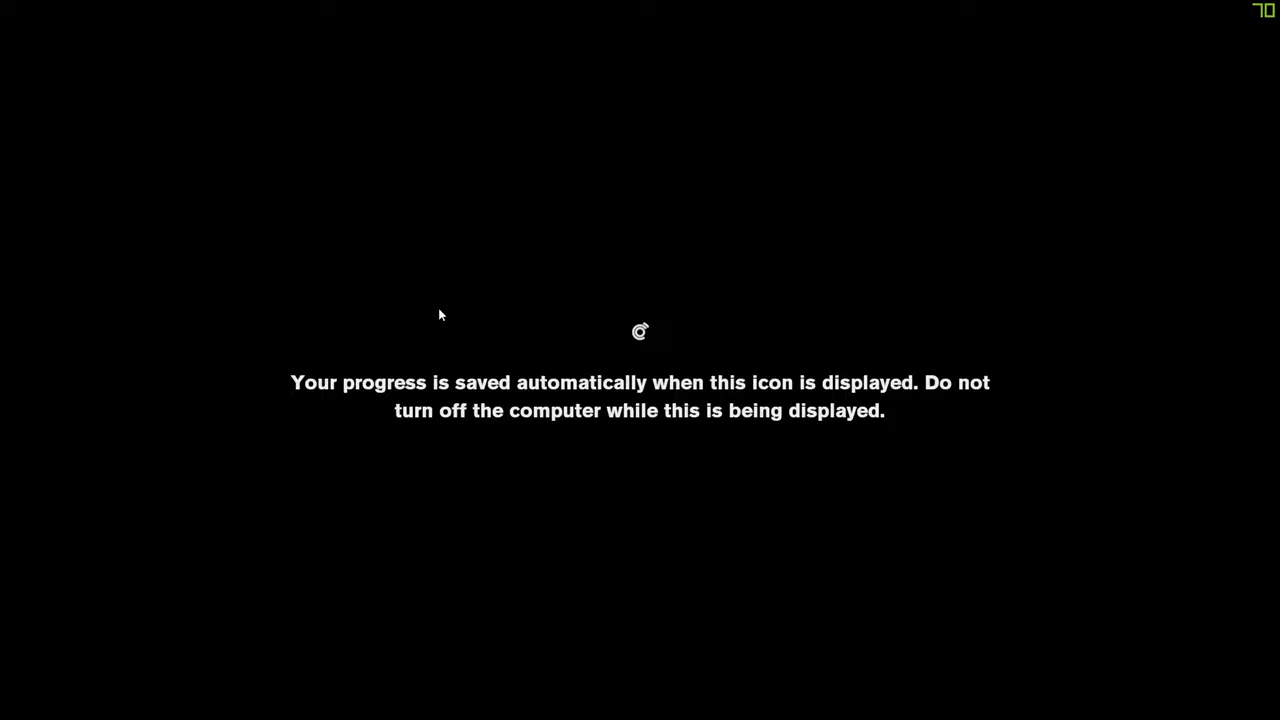 70
Your progress is saved automatically when this icon is displayed. Do not
turn off the computer while this is being displayed.